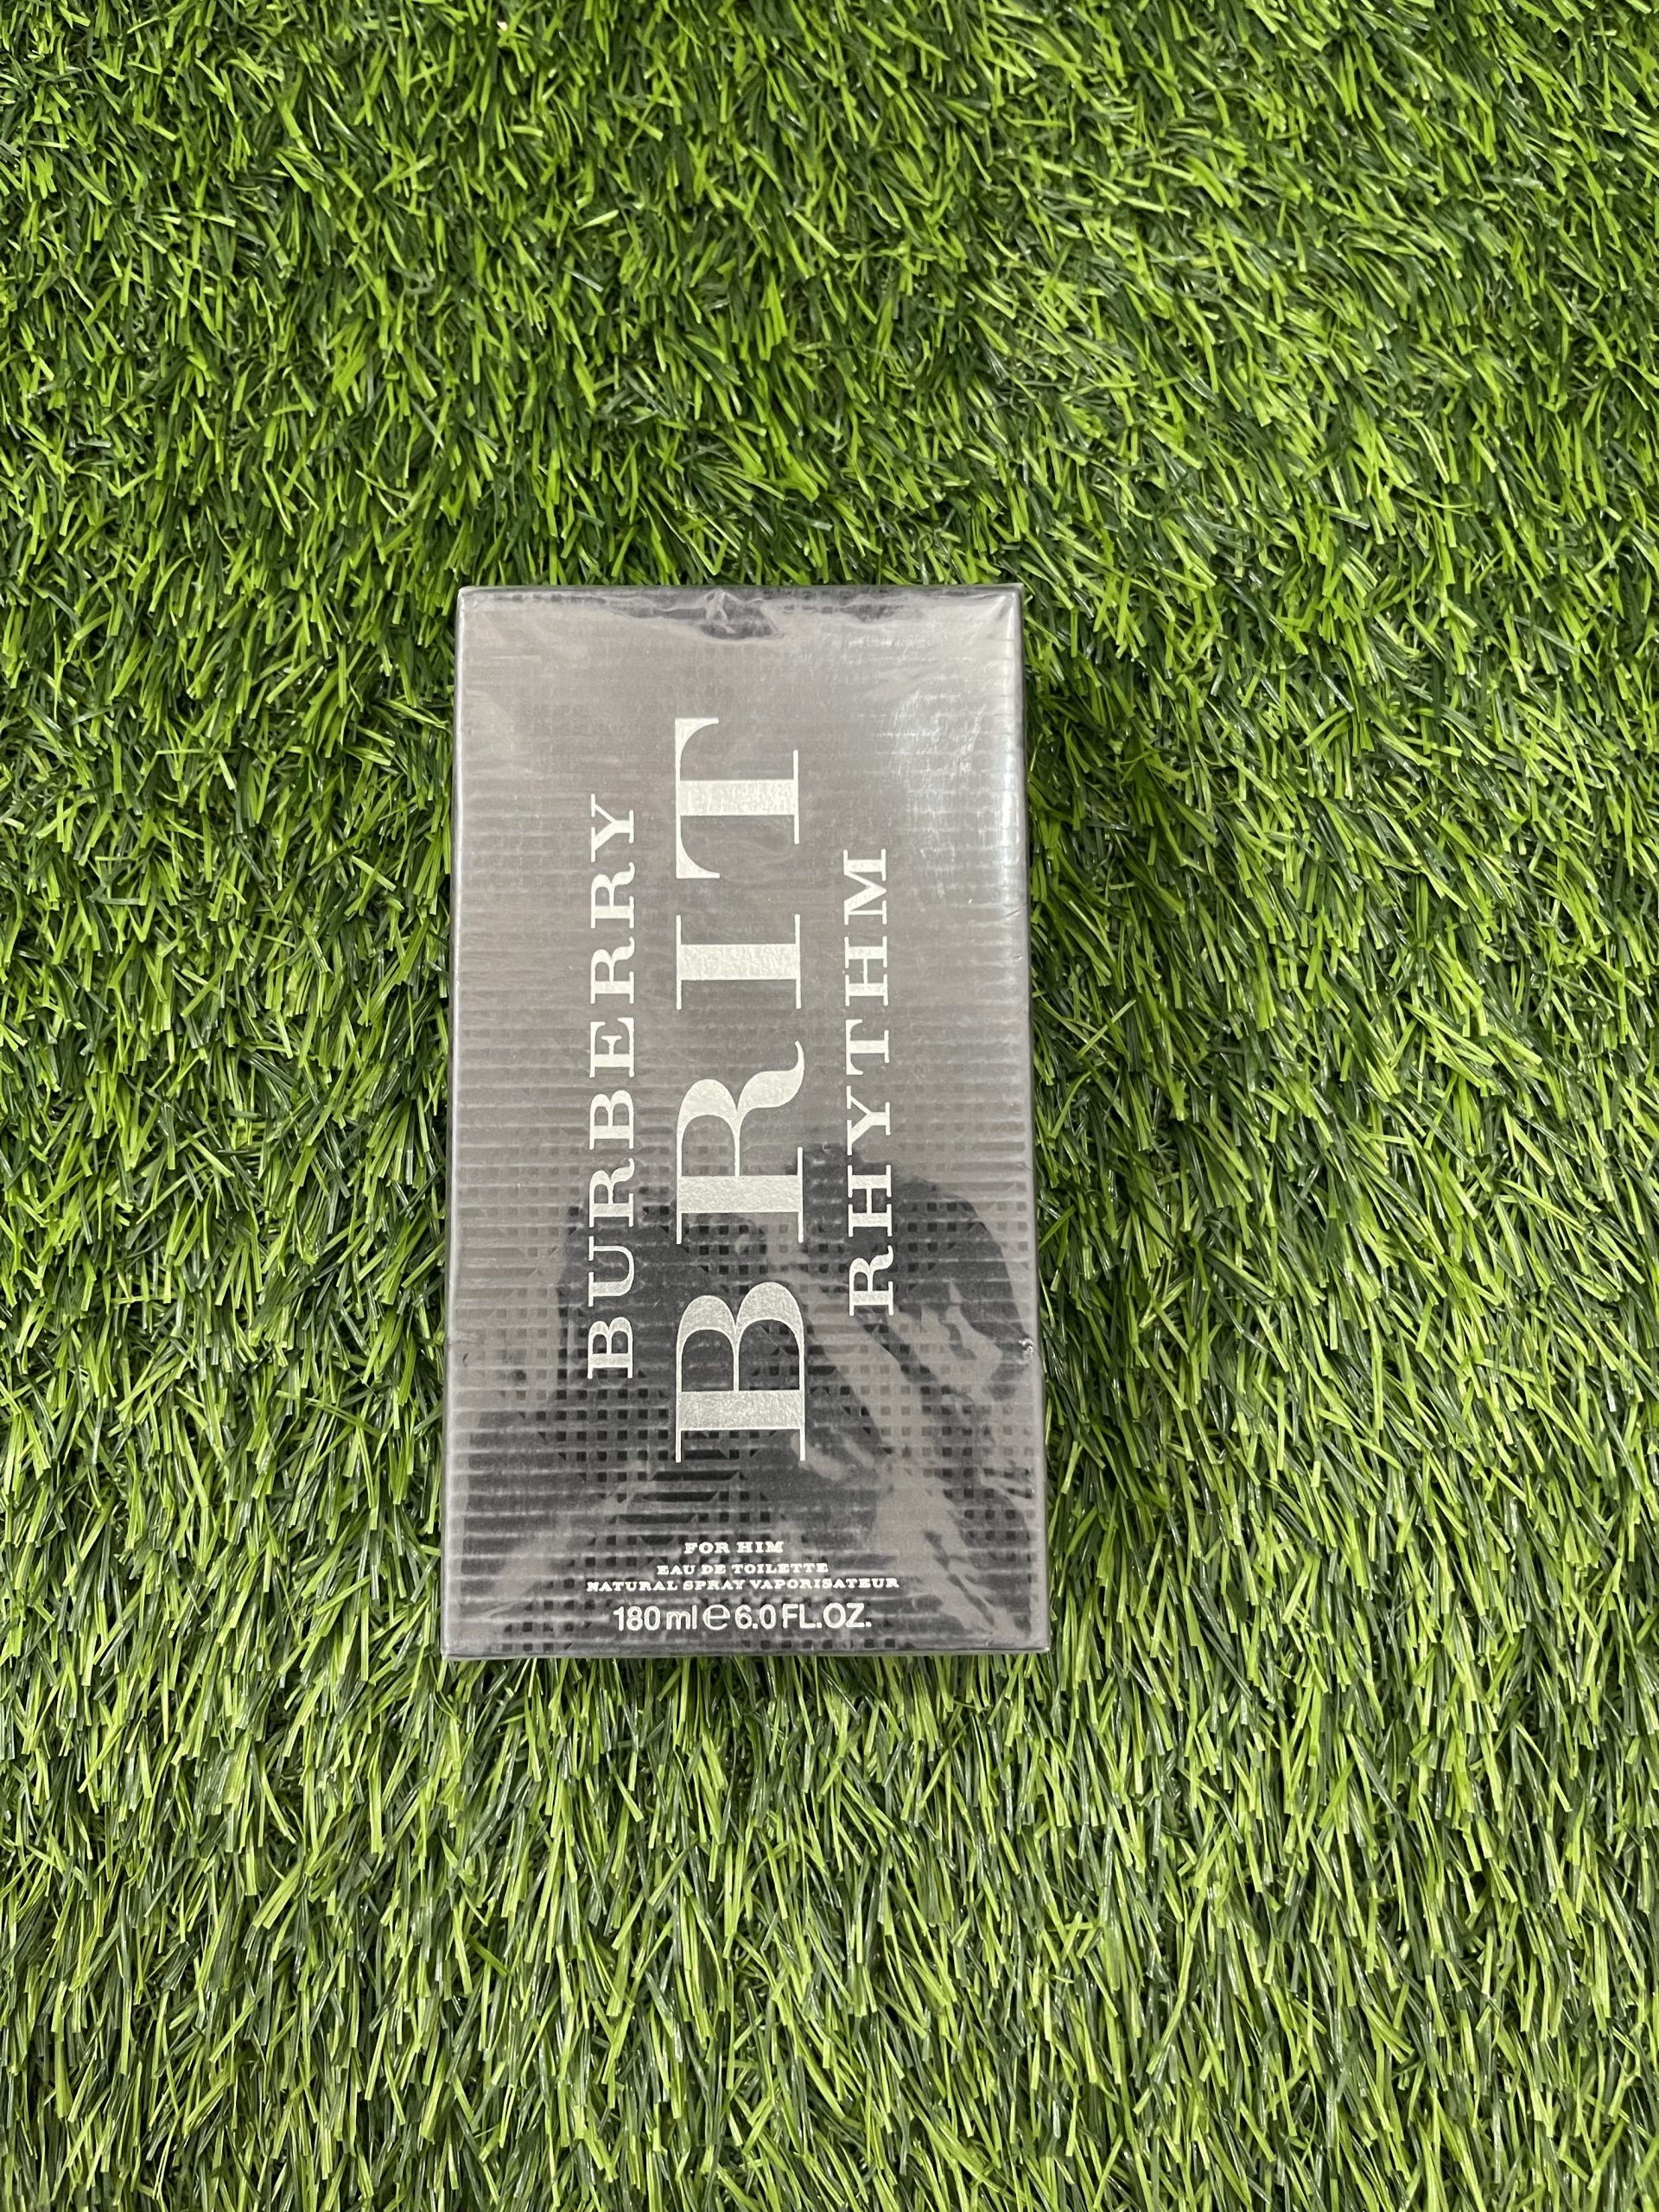 BURBERRY
BRIT
RHYTHM
FOR HIM
EAU DE TOILETTE
NATURAL SPRAY VAPORISATEUR
180 ml ℮ 6.0 FL.OZ.